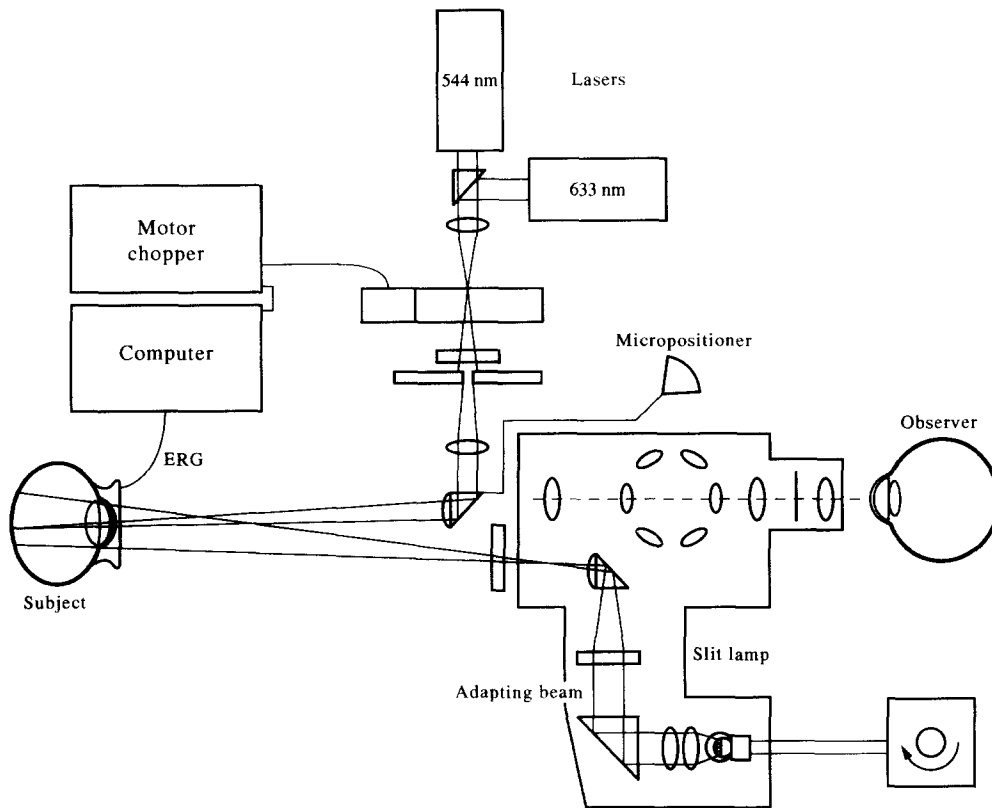 544 nm
Lasers
633 nm
Motor
chopper
Computer
Micropositioner
Observer
ERG
Subject
Slit lamp
Adapting beam